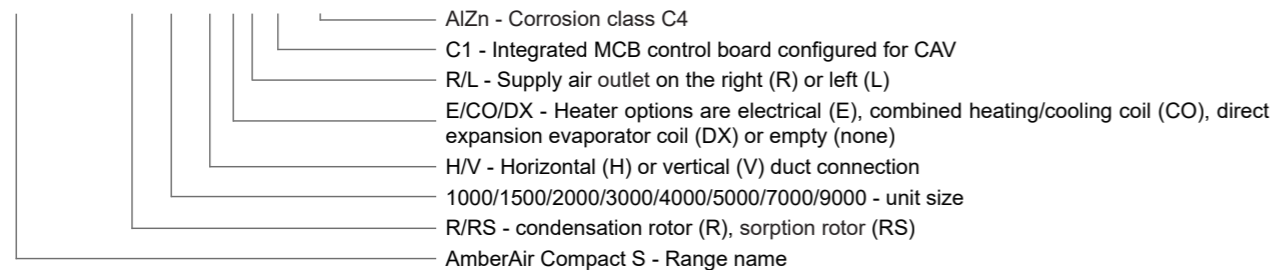 AlZn - Corrosion class C4
C1 - Integrated MCB control board configured for CAV
R/L - Supply air outlet on the right (R) or left (L)
E/CO/DX - Heater options are electrical (E), combined heating/cooling coil (CO), direct
expansion evaporator coil (DX) or empty (none)
H/V - Horizontal (H) or vertical (V) duct connection
1000/1500/2000/3000/4000/5000/7000/9000 - unit size
R/RS - condensation rotor (R), sorption rotor (RS)
AmberAir Compact S - Range name